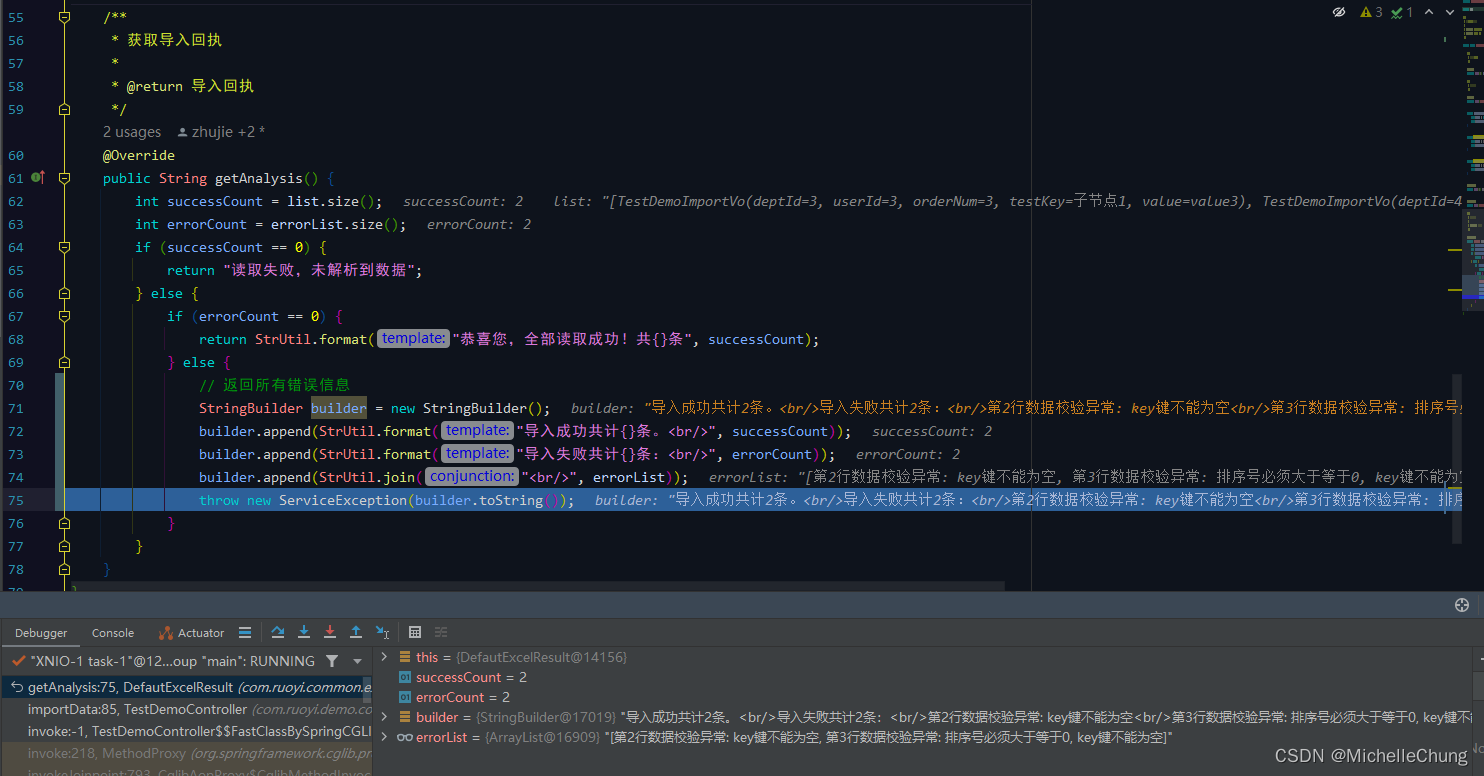 3 1
55 /**
56 * 获取导入回执
57 *
58 * @return 导入回执
59 */
2 usages zhujie +2 *
60 @Override
61 public String getAnalysis() {
62 int successCount = list.size(); successCount: 2 list: "[TestDemoImportVo(deptId=3, userId=3, orderNum=3, testKey=子节点1, value=value3), TestDemoImportVo(deptId=4
63 int errorCount = errorList.size(); errorCount: 2
64 if (successCount == 0) {
65 return "读取失败，未解析到数据";
66 } else {
67 if (errorCount == 0) {
68 return StrUtil.format( template: "恭喜您，全部读取成功！共{}条", successCount);
69 } else {
70 // 返回所有错误信息
71 StringBuilder builder = new StringBuilder(); builder: "导入成功共计2条。<br/>导入失败共计2条：<br/>第2行数据校验异常: key键不能为空<br/>第3行数据校验异常: 排序号必
72 builder.append(StrUtil.format( template: "导入成功共计{}条。<br/>", successCount)); successCount: 2
73 builder.append(StrUtil.format( template: "导入失败共计{}条：<br/>", errorCount)); errorCount: 2
74 builder.append(StrUtil.join( conjunction: "<br/>", errorList)); errorList: "[第2行数据校验异常: key键不能为空, 第3行数据校验异常: 排序号必须大于等于0, key键不能为空
75 throw new ServiceException(builder.toString()); builder: "导入成功共计2条。<br/>导入失败共计2条：<br/>第2行数据校验异常: key键不能为空<br/>第3行数据校验异常: 排序
76 }
77 }
78 }
79 }
Debugger Console Actuator
"XNIO-1 task-1"@12...oup "main": RUNNING
getAnalysis:75, DefautExcelResult (com.ruoyi.common.e
importData:85, TestDemoController (com.ruoyi.demo.co
invoke:-1, TestDemoController$$FastClassBySpringCGLI
invoke:218, MethodProxy (org.springframework.cglib.pr
invokeJoinpoint:793, CglibAopProxy$CglibMethodInvoc
this = {DefautExcelResult@14156}
successCount = 2
errorCount = 2
builder = {StringBuilder@17019} "导入成功共计2条。<br/>导入失败共计2条：<br/>第2行数据校验异常: key键不能为空<br/>第3行数据校验异常: 排序号必须大于等于0, key键不
errorList = {ArrayList@16909} "[第2行数据校验异常: key键不能为空, 第3行数据校验异常: 排序号必须大于等于0, key键不能为空]"
CSDN @MichelleChung